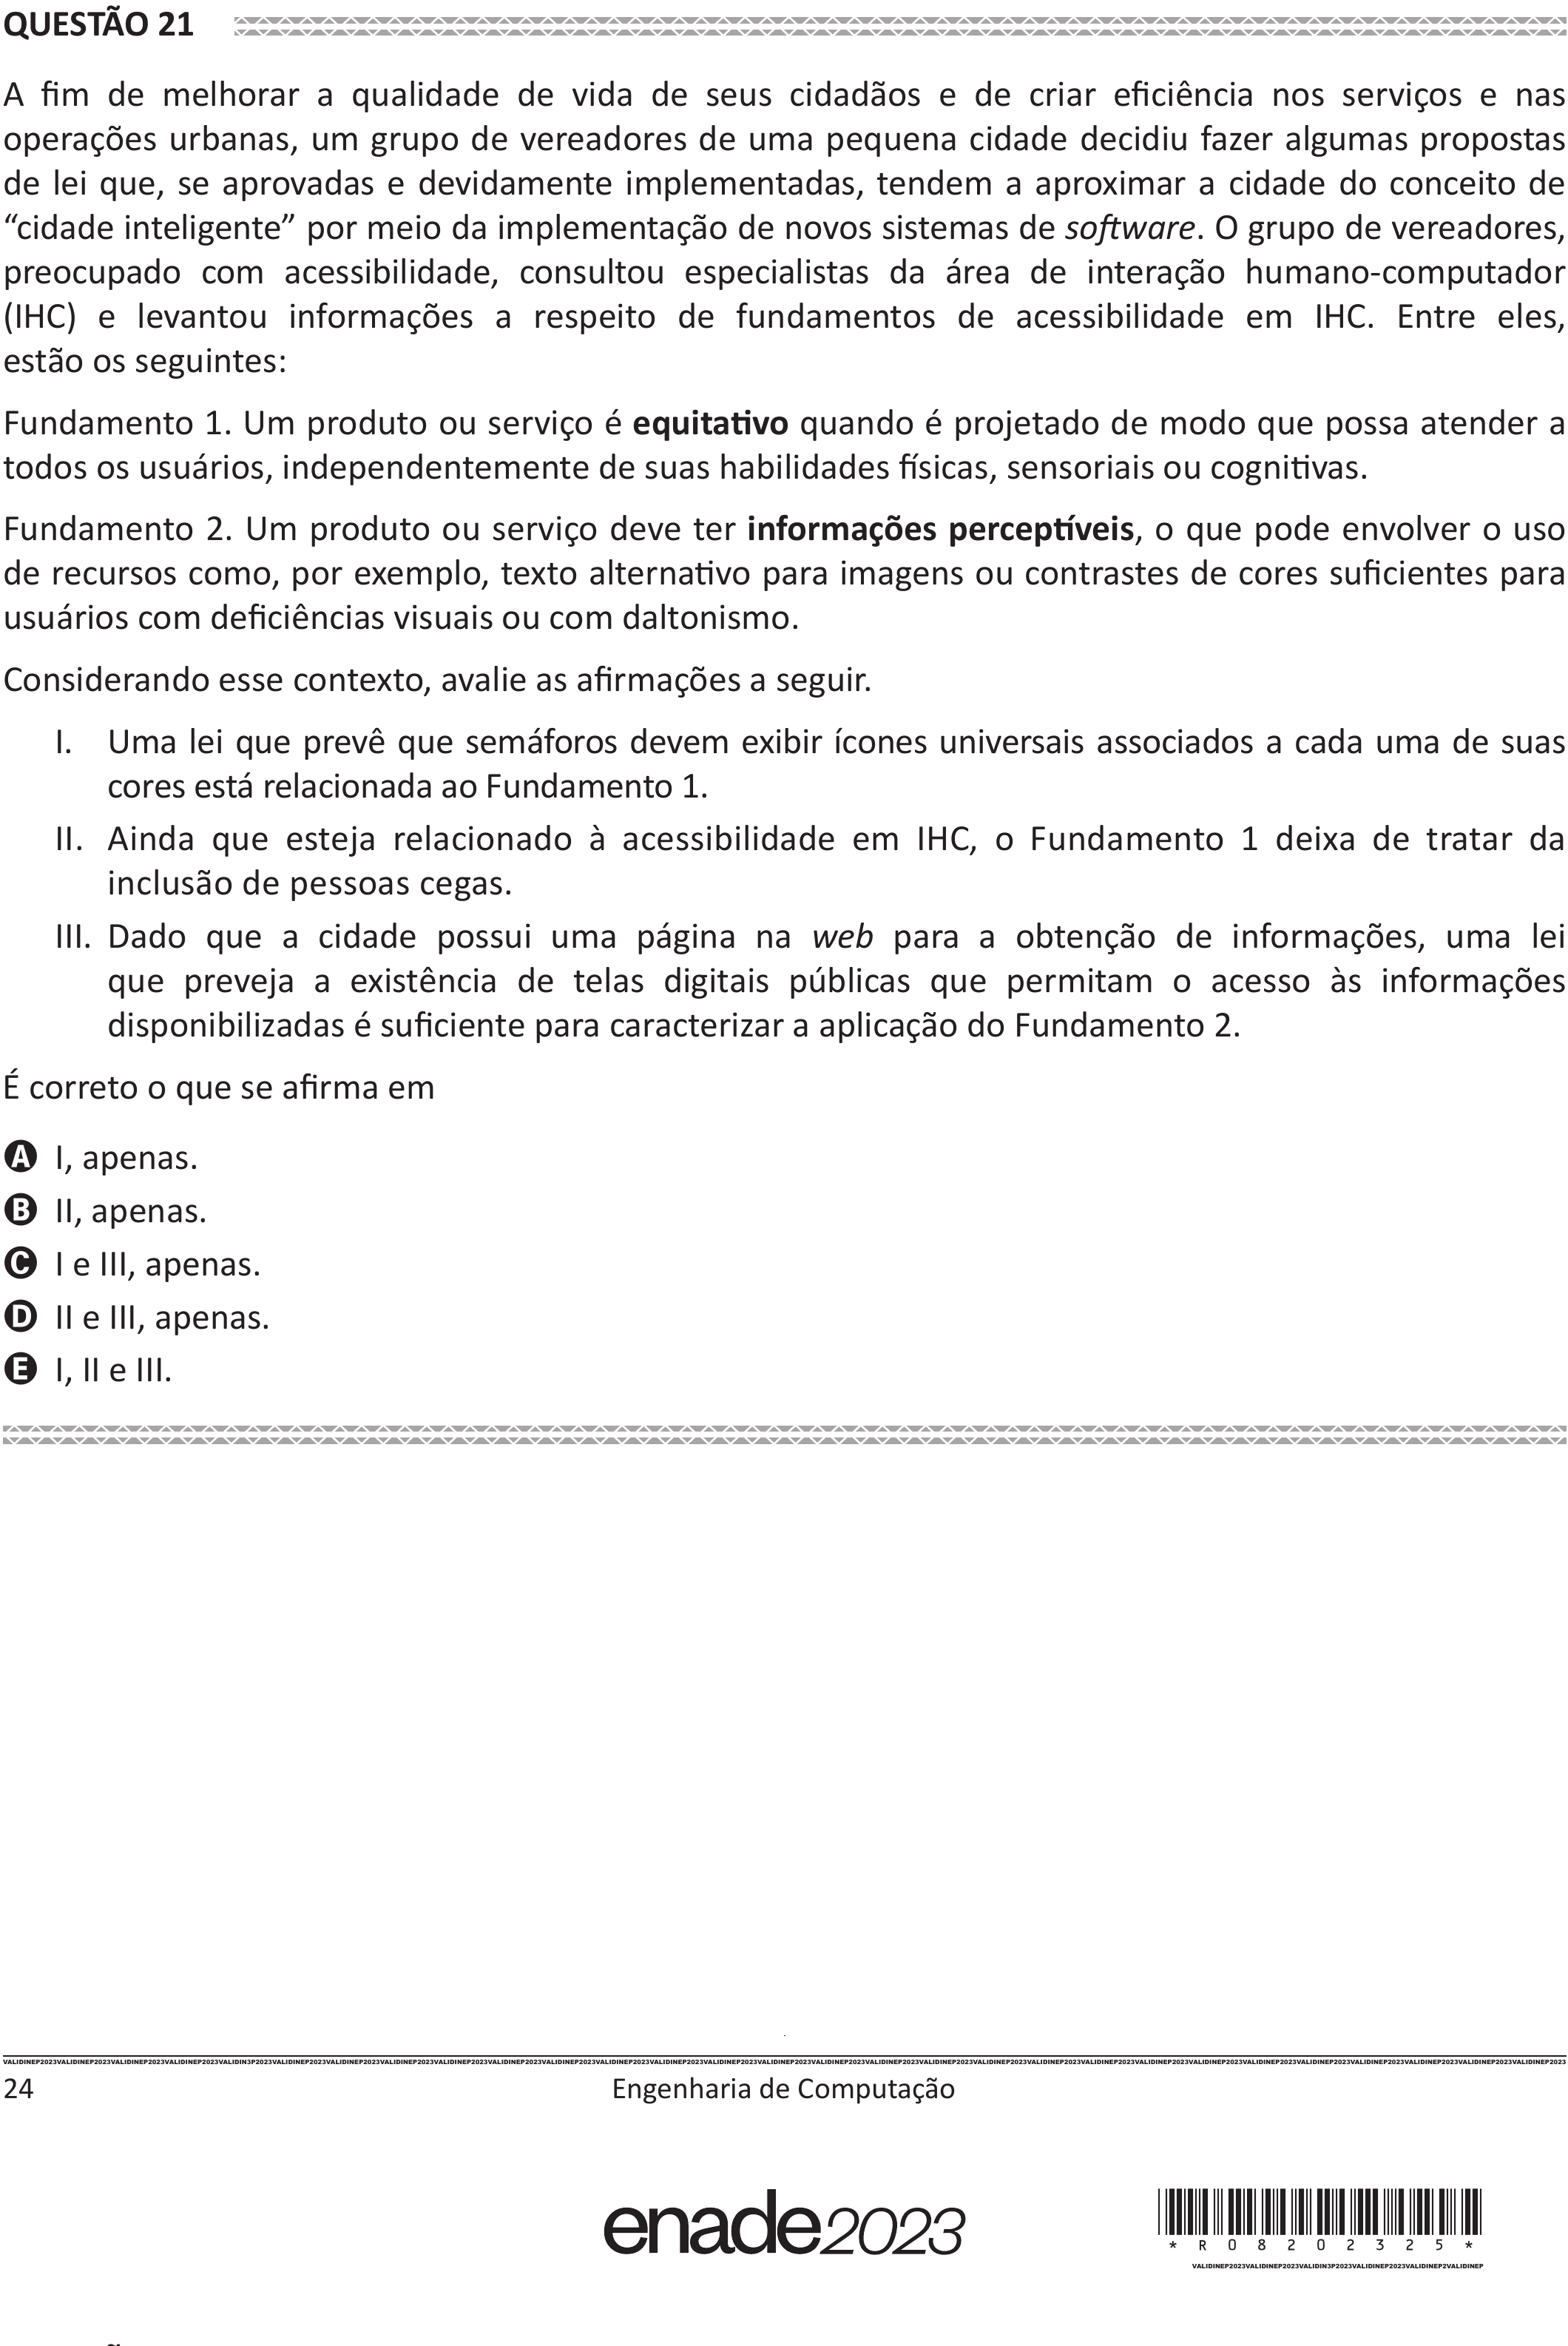 QUESTÃO 21
A fim de melhorar a qualidade de vida de seus cidadãos e de criar eficiência nos serviços e nas
operações urbanas, um grupo de vereadores de uma pequena cidade decidiu fazer algumas propostas
de lei que, se aprovadas e devidamente implementadas, tendem a aproximar a cidade do conceito de
“cidade inteligente” por meio da implementação de novos sistemas de software. O grupo de vereadores,
preocupado com acessibilidade, consultou especialistas da área de interação humano-computador
(IHC) e levantou informações a respeito de fundamentos de acessibilidade em IHC. Entre eles,
estão os seguintes:
Fundamento 1. Um produto ou serviço é equitativo quando é projetado de modo que possa atender a
todos os usuários, independentemente de suas habilidades físicas, sensoriais ou cognitivas.
Fundamento 2. Um produto ou serviço deve ter informações perceptíveis, o que pode envolver o uso
de recursos como, por exemplo, texto alternativo para imagens ou contrastes de cores suficientes para
usuários com deficiências visuais ou com daltonismo.
Considerando esse contexto, avalie as afirmações a seguir.
I. Uma lei que prevê que semáforos devem exibir ícones universais associados a cada uma de suas
cores está relacionada ao Fundamento 1.
II. Ainda que esteja relacionado à acessibilidade em IHC, o Fundamento 1 deixa de tratar da
inclusão de pessoas cegas.
III. Dado que a cidade possui uma página na web para a obtenção de informações, uma lei
que preveja a existência de telas digitais públicas que permitam o acesso às informações
disponibilizadas é suficiente para caracterizar a aplicação do Fundamento 2.
É correto o que se afirma em
A I, apenas.
B II, apenas.
C I e III, apenas.
D II e III, apenas.
E I, II e III.
24 Engenharia de Computação
enade2023
* R 0 8 2 0 2 3 2 5 *
VALIDINEP2023VALIDINEP2023VALIDIN3P2023VALIDINEP2023VALIDINEP2VALIDINEP